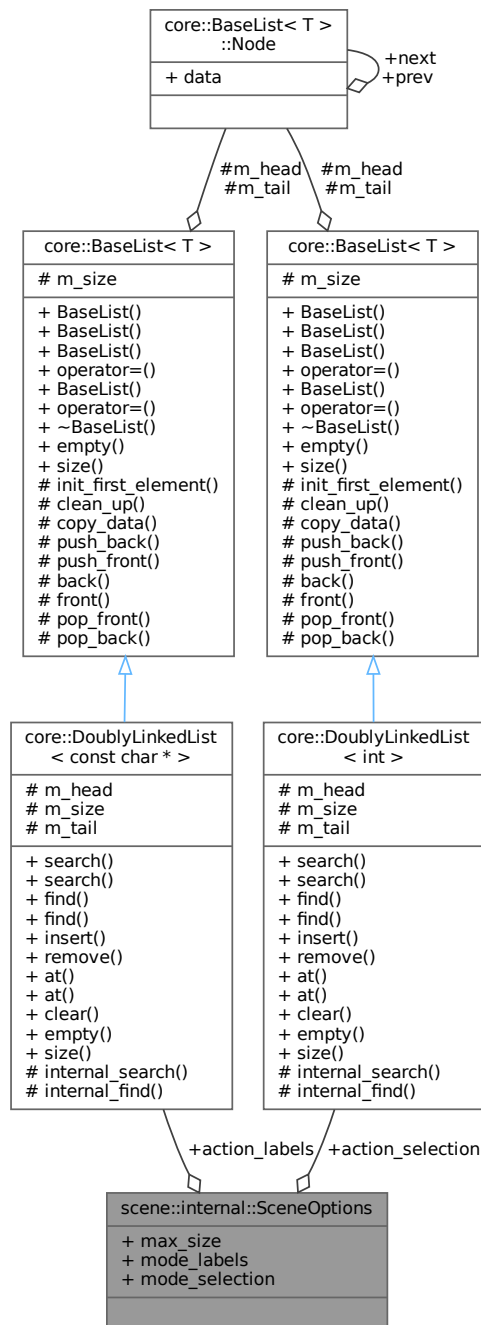 core::BaseList< T >
::Node
+ data
+next
+prev
#m_head
#m_tail
#m_head
#m_tail
core::BaseList< T >
# m_size
+ BaseList()
+ BaseList()
+ BaseList()
+ operator=()
+ BaseList()
+ operator=()
+ ~BaseList()
+ empty()
+ size()
# init_first_element()
# clean_up()
# copy_data()
# push_back()
# push_front()
# back()
# front()
# pop_front()
# pop_back()
core::BaseList< T >
# m_size
+ BaseList()
+ BaseList()
+ BaseList()
+ operator=()
+ BaseList()
+ operator=()
+ ~BaseList()
+ empty()
+ size()
# init_first_element()
# clean_up()
# copy_data()
# push_back()
# push_front()
# back()
# front()
# pop_front()
# pop_back()
core::DoublyLinkedList
< const char * >
# m_head
# m_size
# m_tail
+ search()
+ search()
+ find()
+ find()
+ insert()
+ remove()
+ at()
+ at()
+ clear()
+ empty()
+ size()
# internal_search()
# internal_find()
core::DoublyLinkedList
< int >
# m_head
# m_size
# m_tail
+ search()
+ search()
+ find()
+ find()
+ insert()
+ remove()
+ at()
+ at()
+ clear()
+ empty()
+ size()
# internal_search()
# internal_find()
+action_labels
+action_selection
scene::internal::SceneOptions
+ max_size
+ mode_labels
+ mode_selection